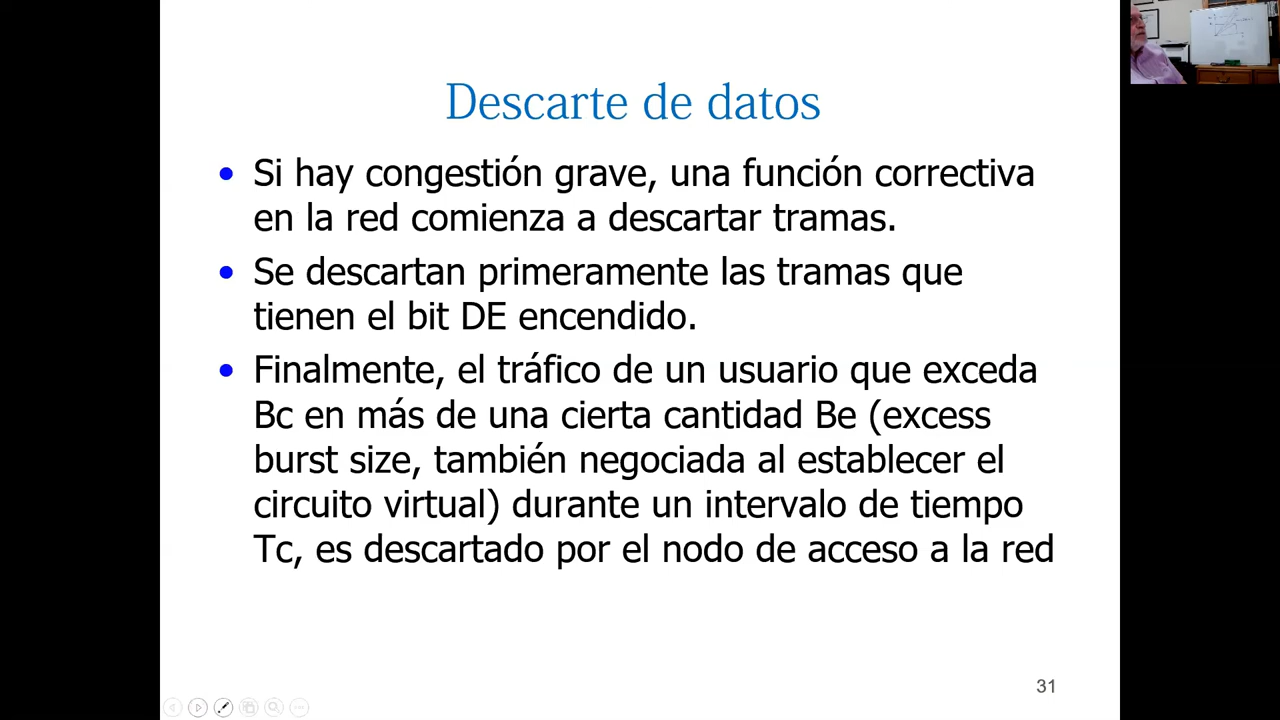 Descarte de datos
• Si hay congestión grave, una función correctiva
en la red comienza a descartar tramas.
• Se descartan primeramente las tramas que
tienen el bit DE encendido.
• Finalmente, el tráfico de un usuario que exceda
Bc en más de una cierta cantidad Be (excess
burst size, también negociada al establecer el
circuito virtual) durante un intervalo de tiempo
Tc, es descartado por el nodo de acceso a la red
31